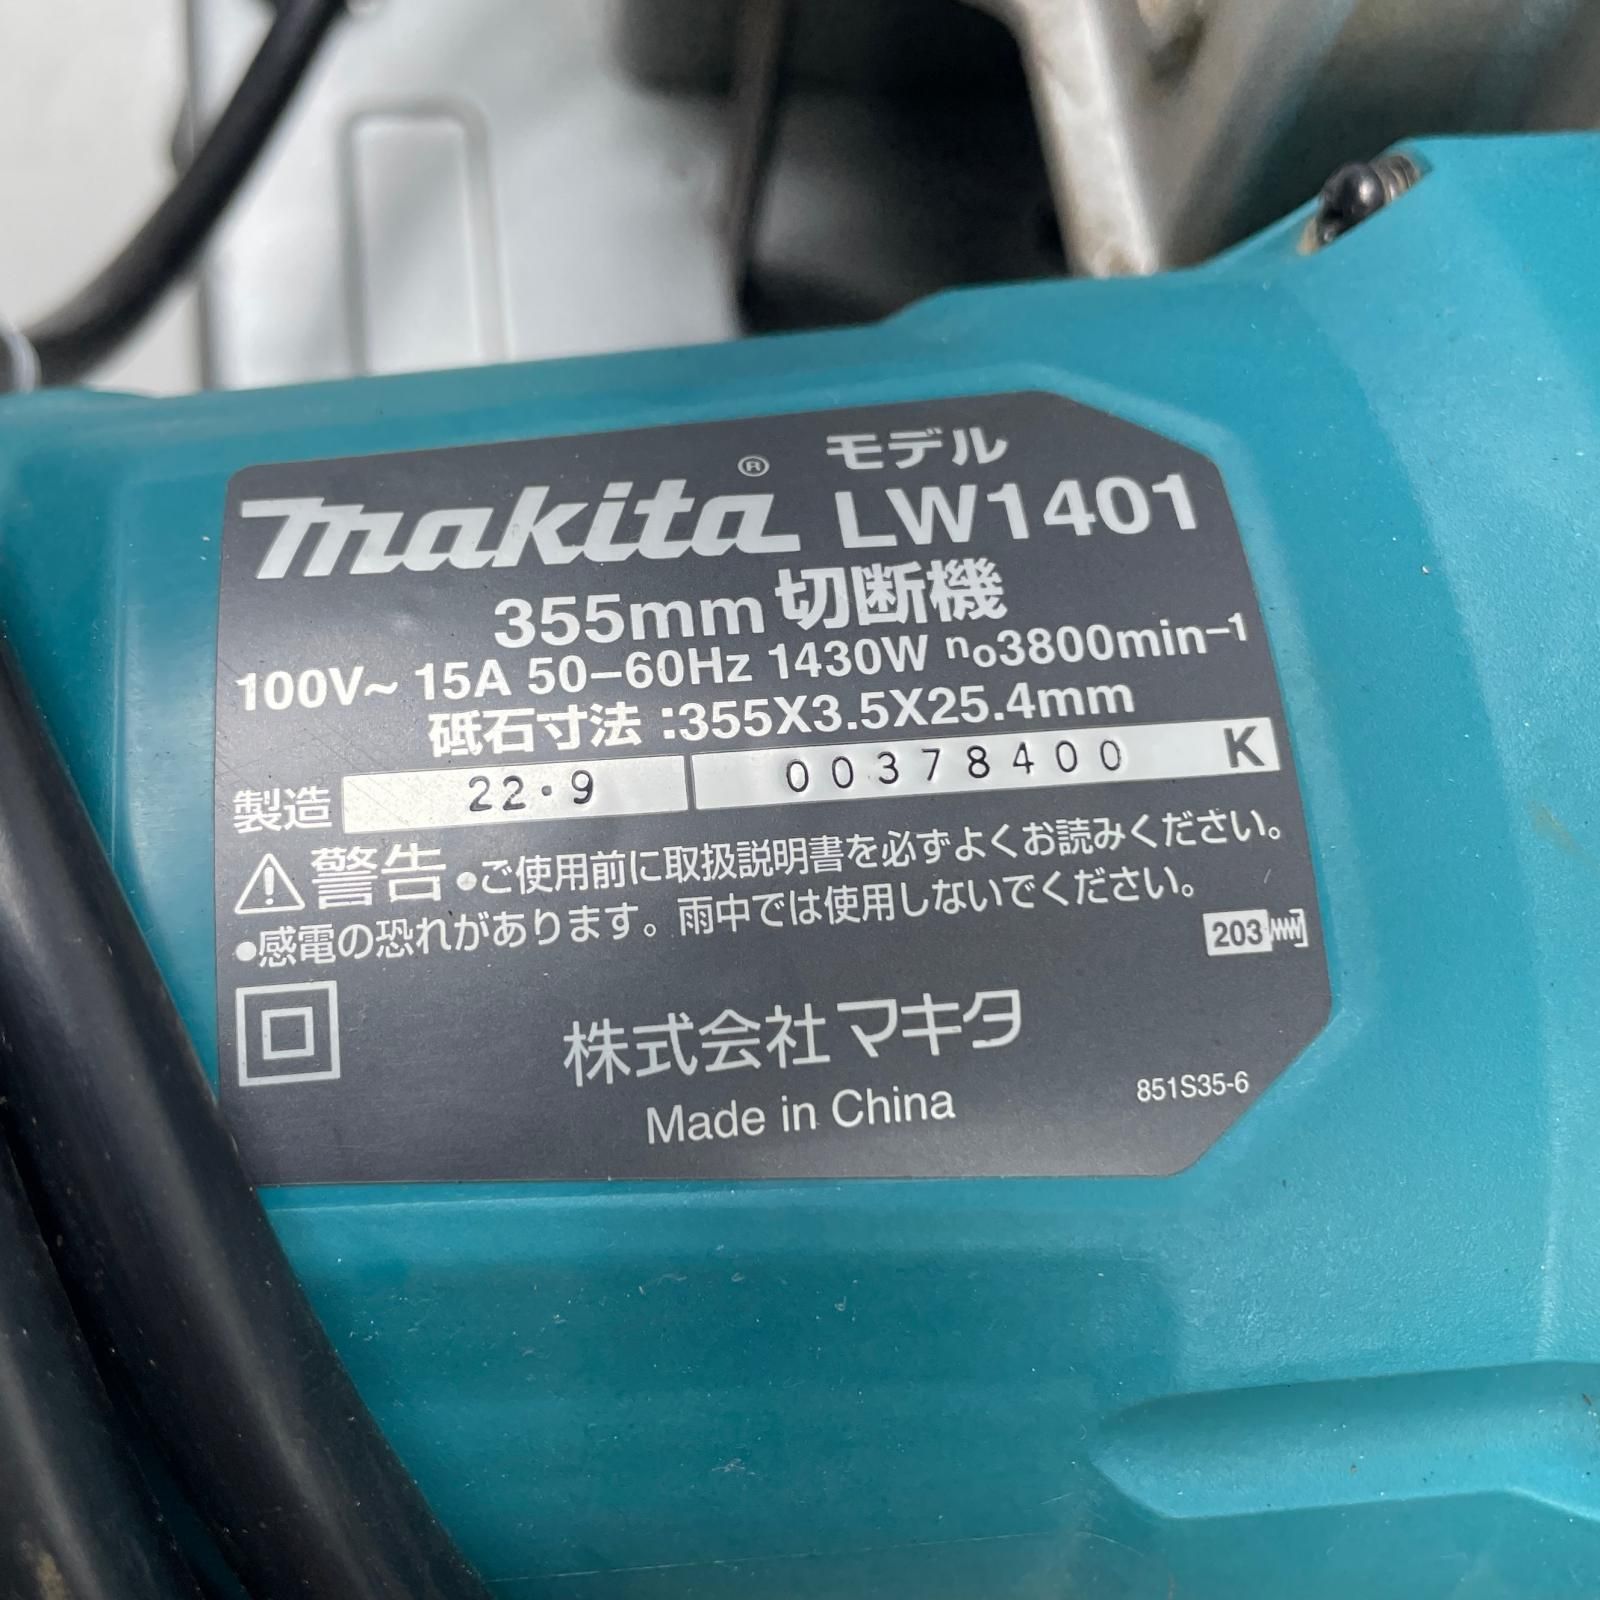 makita® モデル LW1401
355mm 切断機
100V~ 15A 50–60Hz 1430W no3800min-1
砥石寸法:355X3.5X25.4mm
製造 22.9 00378400 K
警告 •ご使用前に取扱説明書を必ずよくお読みください。
•感電の恐れがあります。雨中では使用しないでください。
203
株式会社マキタ
Made in China
851S35-6